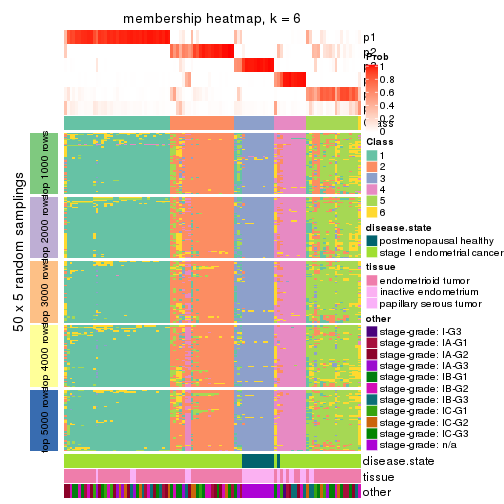 membership heatmap, k = 6
p1
p2
Prob
1
0.8
0.6
0.4
0.2
0
50 x 5 random samplings
top 1000 rows
top 2000 rows
top 3000 rows
top 4000 rows
top 5000 rows
Class
1
2
3
4
5
6
disease.state
postmenopausal healthy
stage I endometrial cancer
tissue
endometrioid tumor
inactive endometrium
papillary serous tumor
other
stage-grade: I-G3
stage-grade: IA-G1
stage-grade: IA-G2
stage-grade: IA-G3
stage-grade: IB-G1
stage-grade: IB-G2
stage-grade: IB-G3
stage-grade: IC-G1
stage-grade: IC-G2
stage-grade: IC-G3
stage-grade: n/a
disease.state
tissue
other